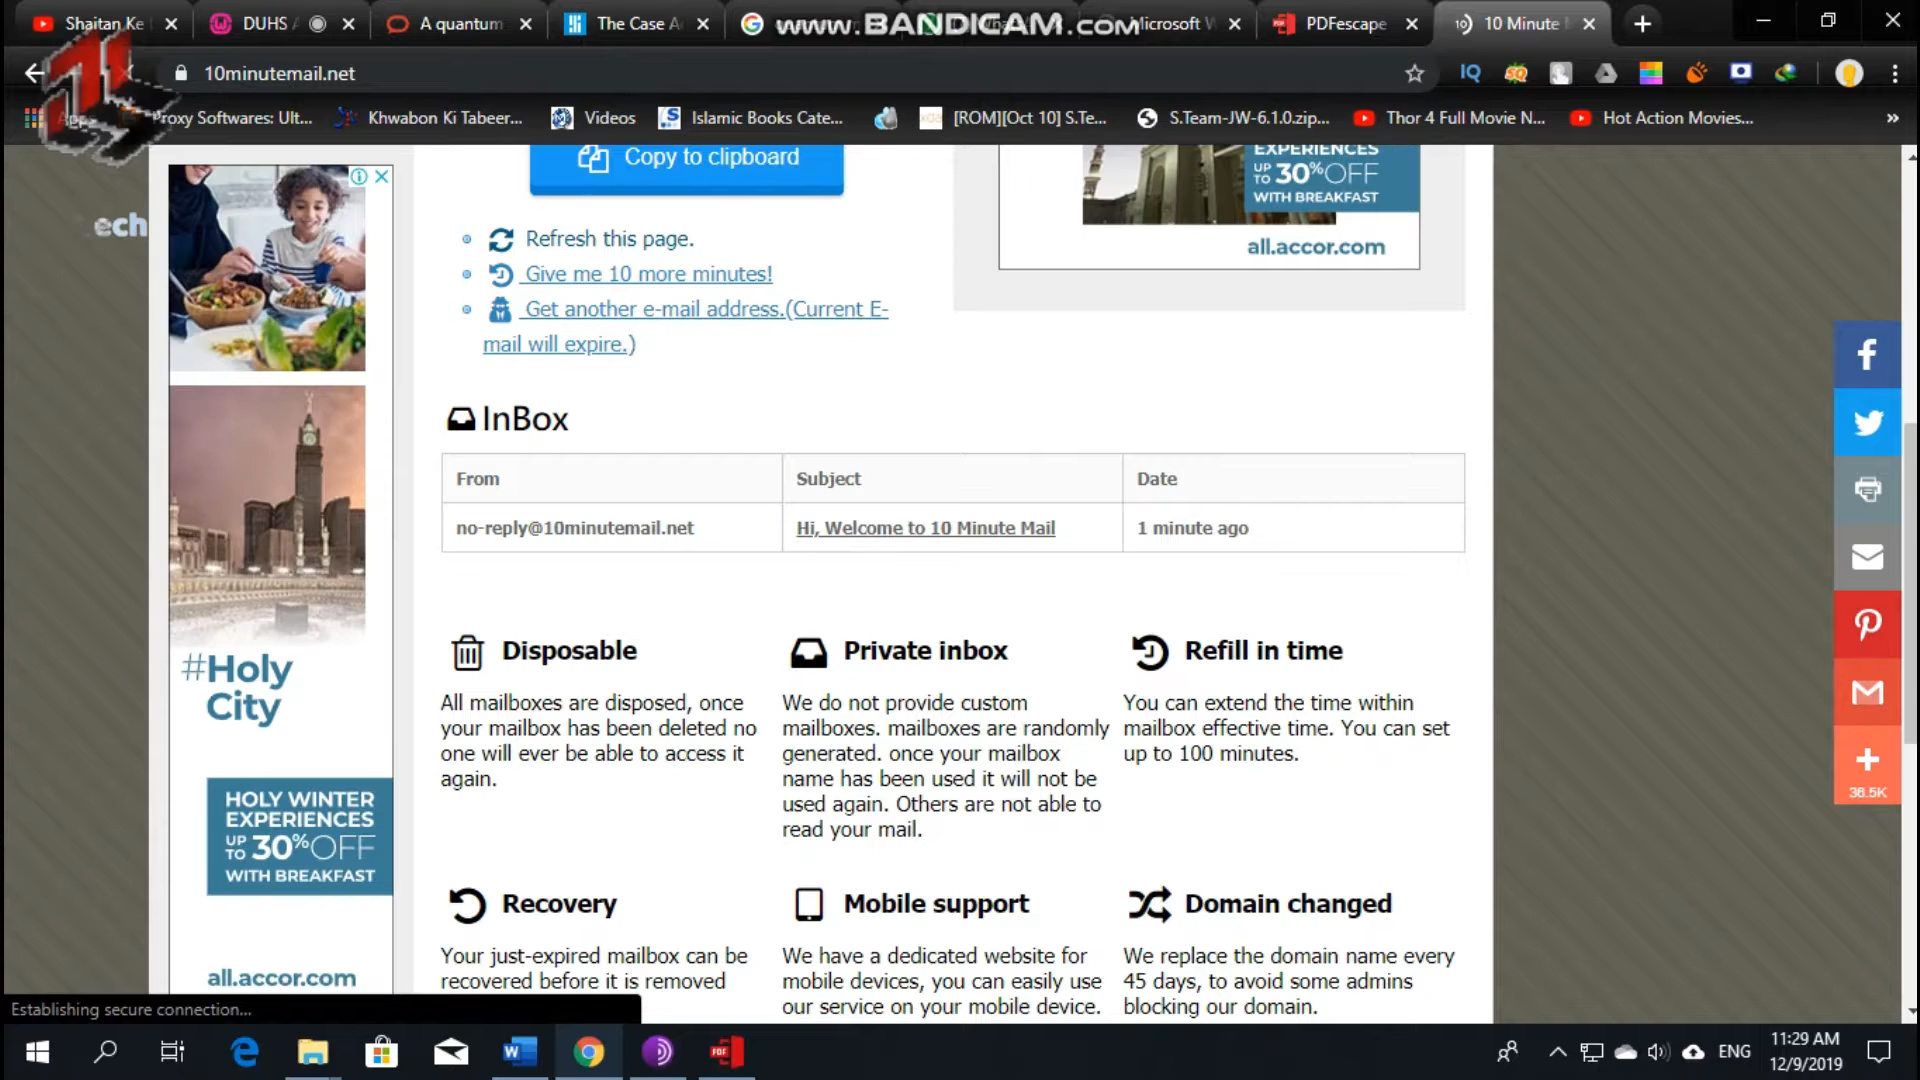 Shaitan Ke
DUHS
A quantum
The Case A
www.BANDICAM.com
Microsoft
PDFescape
10 Minute
10minutemail.net
Proxy Softwares: Ult...
Khwabon Ki Tabeer...
Videos
Islamic Books Cate...
[ROM][Oct 10] S.Te...
S.Team-JW-6.1.0.zip...
Thor 4 Full Movie N...
Hot Action Movies...
»
ech
Copy to clipboard
EXPERIENCES
UP TO 30% OFF
WITH BREAKFAST
all.accor.com
Refresh this page.
Give me 10 more minutes!
Get another e-mail address.(Current E-
mail will expire.)
InBox
From Subject Date
no-reply@10minutemail.net Hi, Welcome to 10 Minute Mail 1 minute ago
#Holy
City
HOLY WINTER
EXPERIENCES
UP TO 30% OFF
WITH BREAKFAST
all.accor.com
Disposable
All mailboxes are disposed, once
your mailbox has been deleted no
one will ever be able to access it
again.
Private inbox
We do not provide custom
mailboxes. mailboxes are randomly
generated. once your mailbox
name has been used it will not be
used again. Others are not able to
read your mail.
Refill in time
You can extend the time within
mailbox effective time. You can set
up to 100 minutes.
Recovery
Your just-expired mailbox can be
recovered before it is removed
Mobile support
We have a dedicated website for
mobile devices, you can easily use
our service on your mobile device.
Domain changed
We replace the domain name every
45 days, to avoid some admins
blocking our domain.
36.5K
Establishing secure connection...
ENG
11:29 AM
12/9/2019